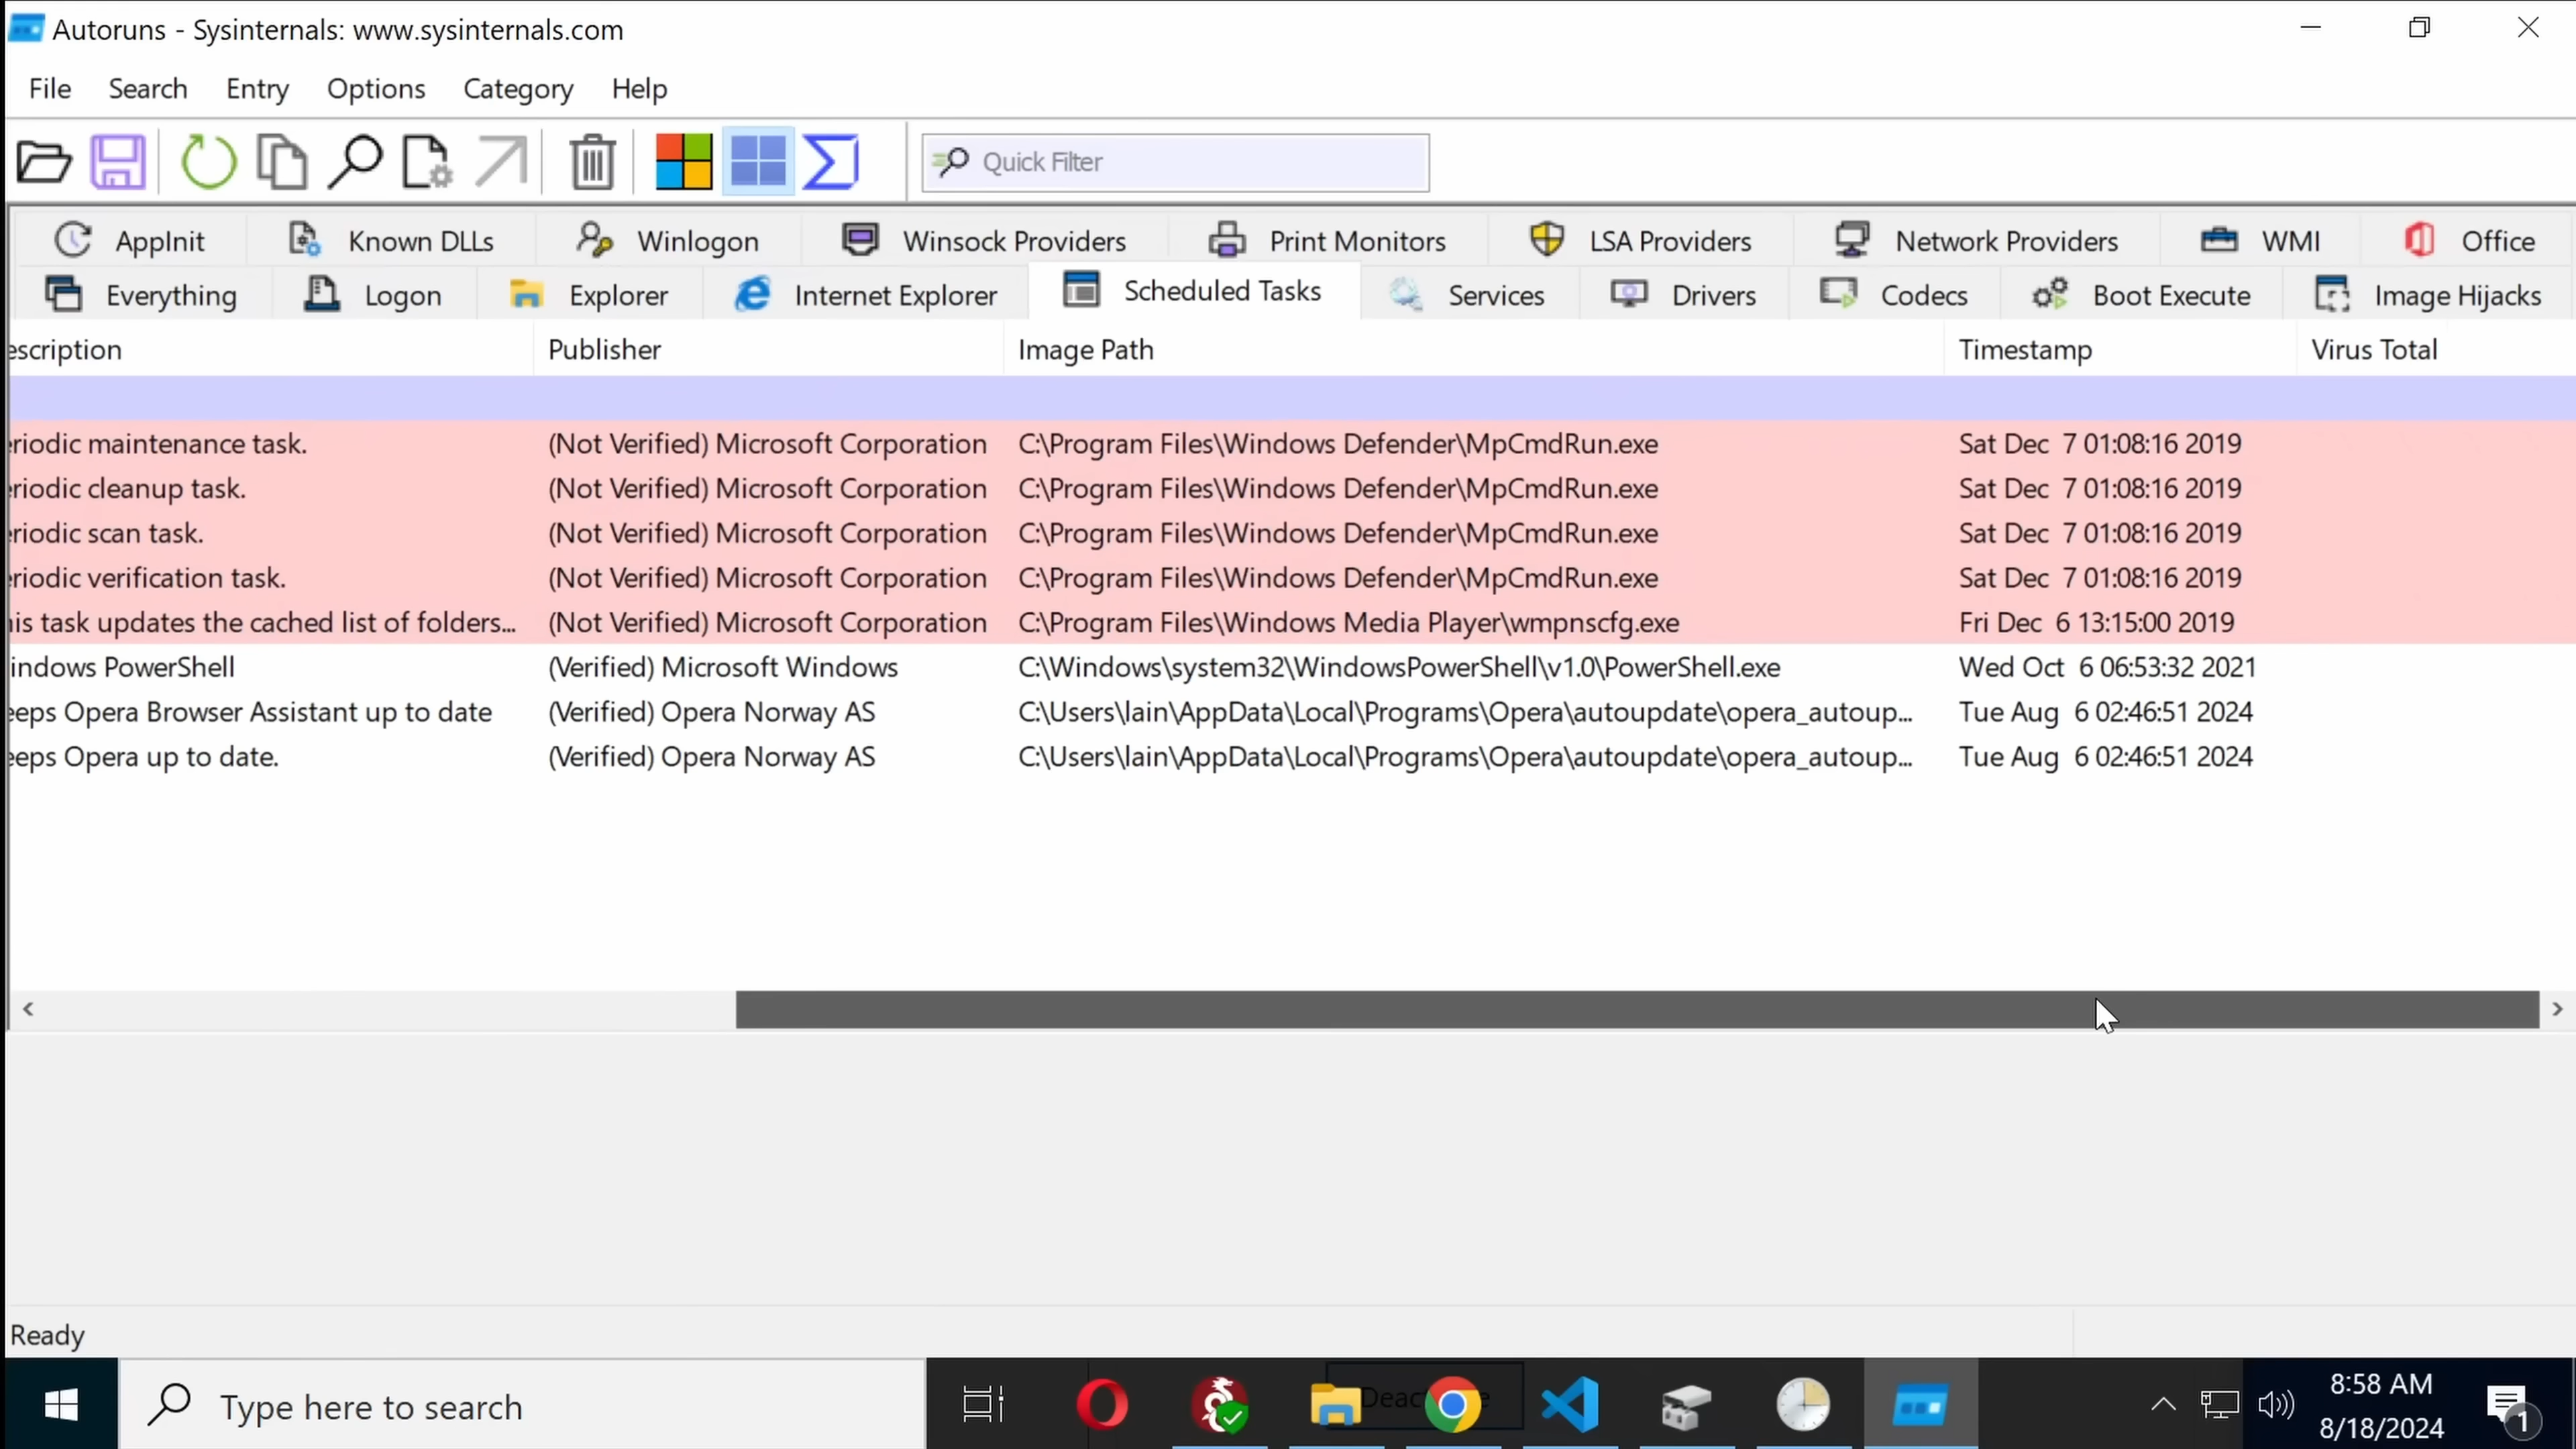 Autoruns - Sysinternals: www.sysinternals.com
File Search Entry Options Category Help
Quick Filter
AppInit Known DLLs Winlogon Winsock Providers Print Monitors LSA Providers Network Providers WMI Office
Everything Logon Explorer Internet Explorer Scheduled Tasks Services Drivers Codecs Boot Execute Image Hijacks
escription Publisher Image Path Timestamp Virus Total
eriodic maintenance task. (Not Verified) Microsoft Corporation C:\Program Files\Windows Defender\MpCmdRun.exe Sat Dec 7 01:08:16 2019
eriodic cleanup task. (Not Verified) Microsoft Corporation C:\Program Files\Windows Defender\MpCmdRun.exe Sat Dec 7 01:08:16 2019
eriodic scan task. (Not Verified) Microsoft Corporation C:\Program Files\Windows Defender\MpCmdRun.exe Sat Dec 7 01:08:16 2019
eriodic verification task. (Not Verified) Microsoft Corporation C:\Program Files\Windows Defender\MpCmdRun.exe Sat Dec 7 01:08:16 2019
his task updates the cached list of folders... (Not Verified) Microsoft Corporation C:\Program Files\Windows Media Player\wmpnscfg.exe Fri Dec 6 13:15:00 2019
indows PowerShell (Verified) Microsoft Windows C:\Windows\system32\WindowsPowerShell\v1.0\PowerShell.exe Wed Oct 6 06:53:32 2021
eeps Opera Browser Assistant up to date (Verified) Opera Norway AS C:\Users\lain\AppData\Local\Programs\Opera\autoupdate\opera_autoup... Tue Aug 6 02:46:51 2024
eeps Opera up to date. (Verified) Opera Norway AS C:\Users\lain\AppData\Local\Programs\Opera\autoupdate\opera_autoup... Tue Aug 6 02:46:51 2024
Ready
Type here to search
8:58 AM
8/18/2024
1